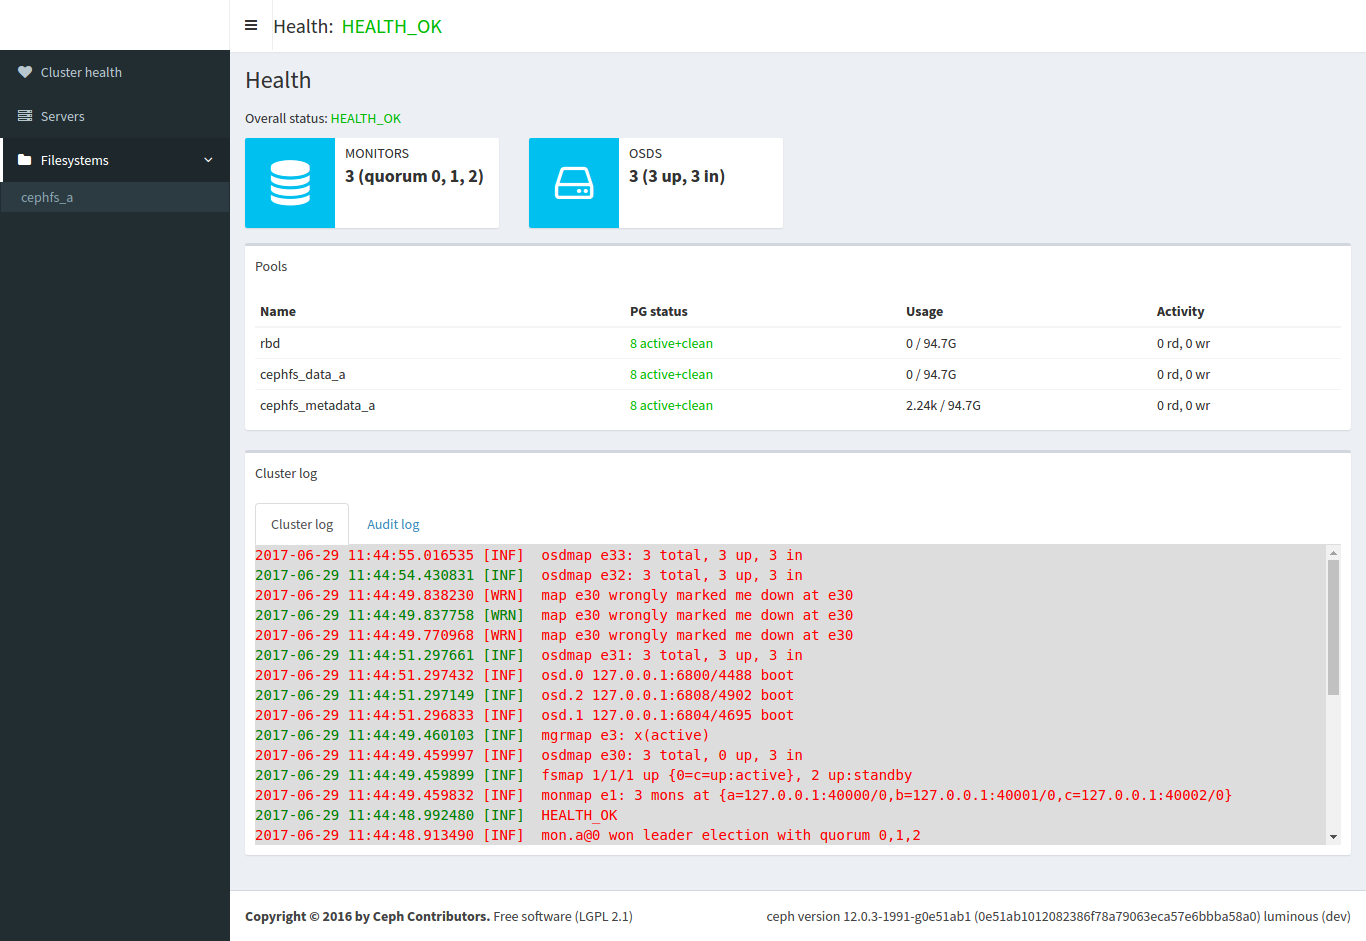 Health: HEALTH_OK
Cluster health
Servers
Filesystems
cephfs_a
Health
Overall status: HEALTH_OK
MONITORS
3 (quorum 0, 1, 2)
OSDS
3 (3 up, 3 in)
Pools
Name PG status Usage Activity
rbd 8 active+clean 0 / 94.7G 0 rd, 0 wr
cephfs_data_a 8 active+clean 0 / 94.7G 0 rd, 0 wr
cephfs_metadata_a 8 active+clean 2.24k / 94.7G 0 rd, 0 wr
Cluster log
Cluster log Audit log
2017-06-29 11:44:55.016535 [INF] osdmap e33: 3 total, 3 up, 3 in
2017-06-29 11:44:54.430831 [INF] osdmap e32: 3 total, 3 up, 3 in
2017-06-29 11:44:49.838230 [WRN] map e30 wrongly marked me down at e30
2017-06-29 11:44:49.837758 [WRN] map e30 wrongly marked me down at e30
2017-06-29 11:44:49.770968 [WRN] map e30 wrongly marked me down at e30
2017-06-29 11:44:51.297661 [INF] osdmap e31: 3 total, 3 up, 3 in
2017-06-29 11:44:51.297432 [INF] osd.0 127.0.0.1:6800/4488 boot
2017-06-29 11:44:51.297149 [INF] osd.2 127.0.0.1:6808/4902 boot
2017-06-29 11:44:51.296833 [INF] osd.1 127.0.0.1:6804/4695 boot
2017-06-29 11:44:49.460103 [INF] mgrmap e3: x(active)
2017-06-29 11:44:49.459997 [INF] osdmap e30: 3 total, 0 up, 3 in
2017-06-29 11:44:49.459899 [INF] fsmap 1/1/1 up {0=c=up:active}, 2 up:standby
2017-06-29 11:44:49.459832 [INF] monmap e1: 3 mons at {a=127.0.0.1:40000/0,b=127.0.0.1:40001/0,c=127.0.0.1:40002/0}
2017-06-29 11:44:48.992480 [INF] HEALTH_OK
2017-06-29 11:44:48.913490 [INF] mon.a@0 won leader election with quorum 0,1,2
Copyright © 2016 by Ceph Contributors. Free software (LGPL 2.1)
ceph version 12.0.3-1991-g0e51ab1 (0e51ab1012082386f78a79063eca57e6bbba58a0) luminous (dev)